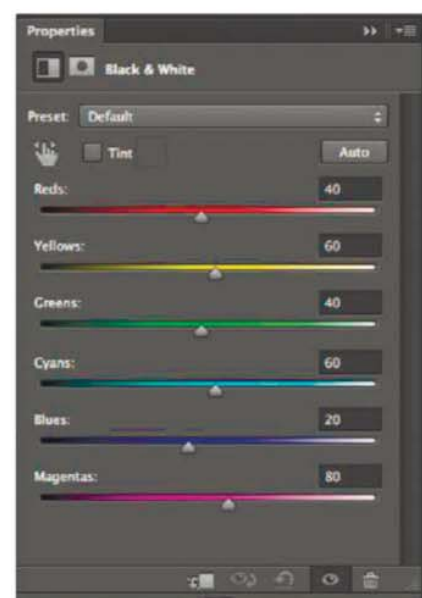 Properties
Black & White
Preset: Default
Tint Auto
Reds: 40
Yellows: 60
Greens: 40
Cyans: 60
Blues: 20
Magentas: 80